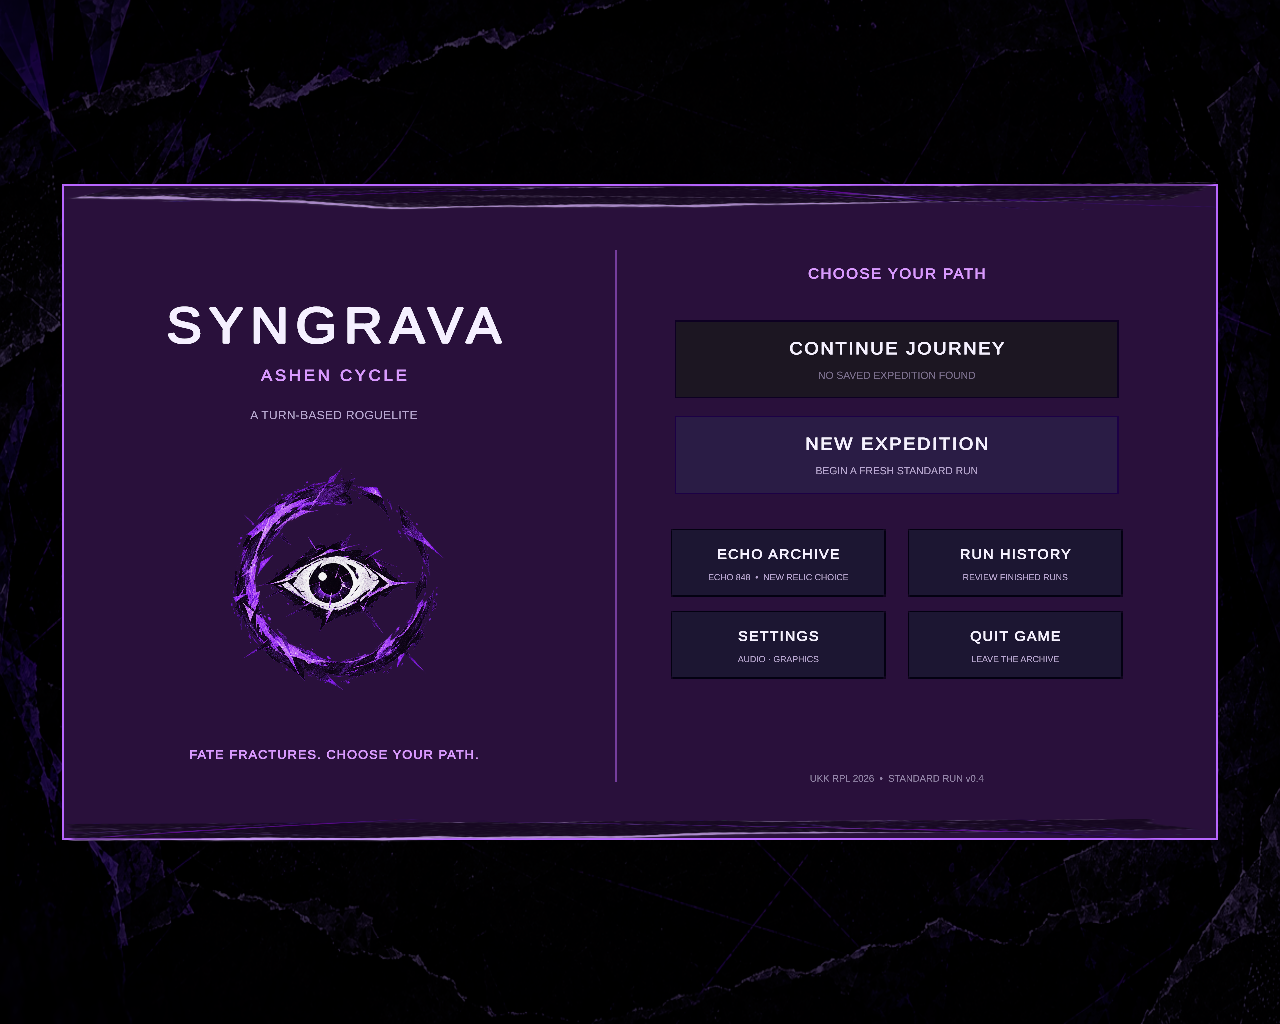 SYNGRAVA
ASHEN CYCLE
A TURN-BASED ROGUELITE
FATE FRACTURES. CHOOSE YOUR PATH.
CHOOSE YOUR PATH
CONTINUE JOURNEY
NO SAVED EXPEDITION FOUND
NEW EXPEDITION
BEGIN A FRESH STANDARD RUN
ECHO ARCHIVE
ECHO 848 • NEW RELIC CHOICE
RUN HISTORY
REVIEW FINISHED RUNS
SETTINGS
AUDIO · GRAPHICS
QUIT GAME
LEAVE THE ARCHIVE
UKK RPL 2026 • STANDARD RUN v0.4